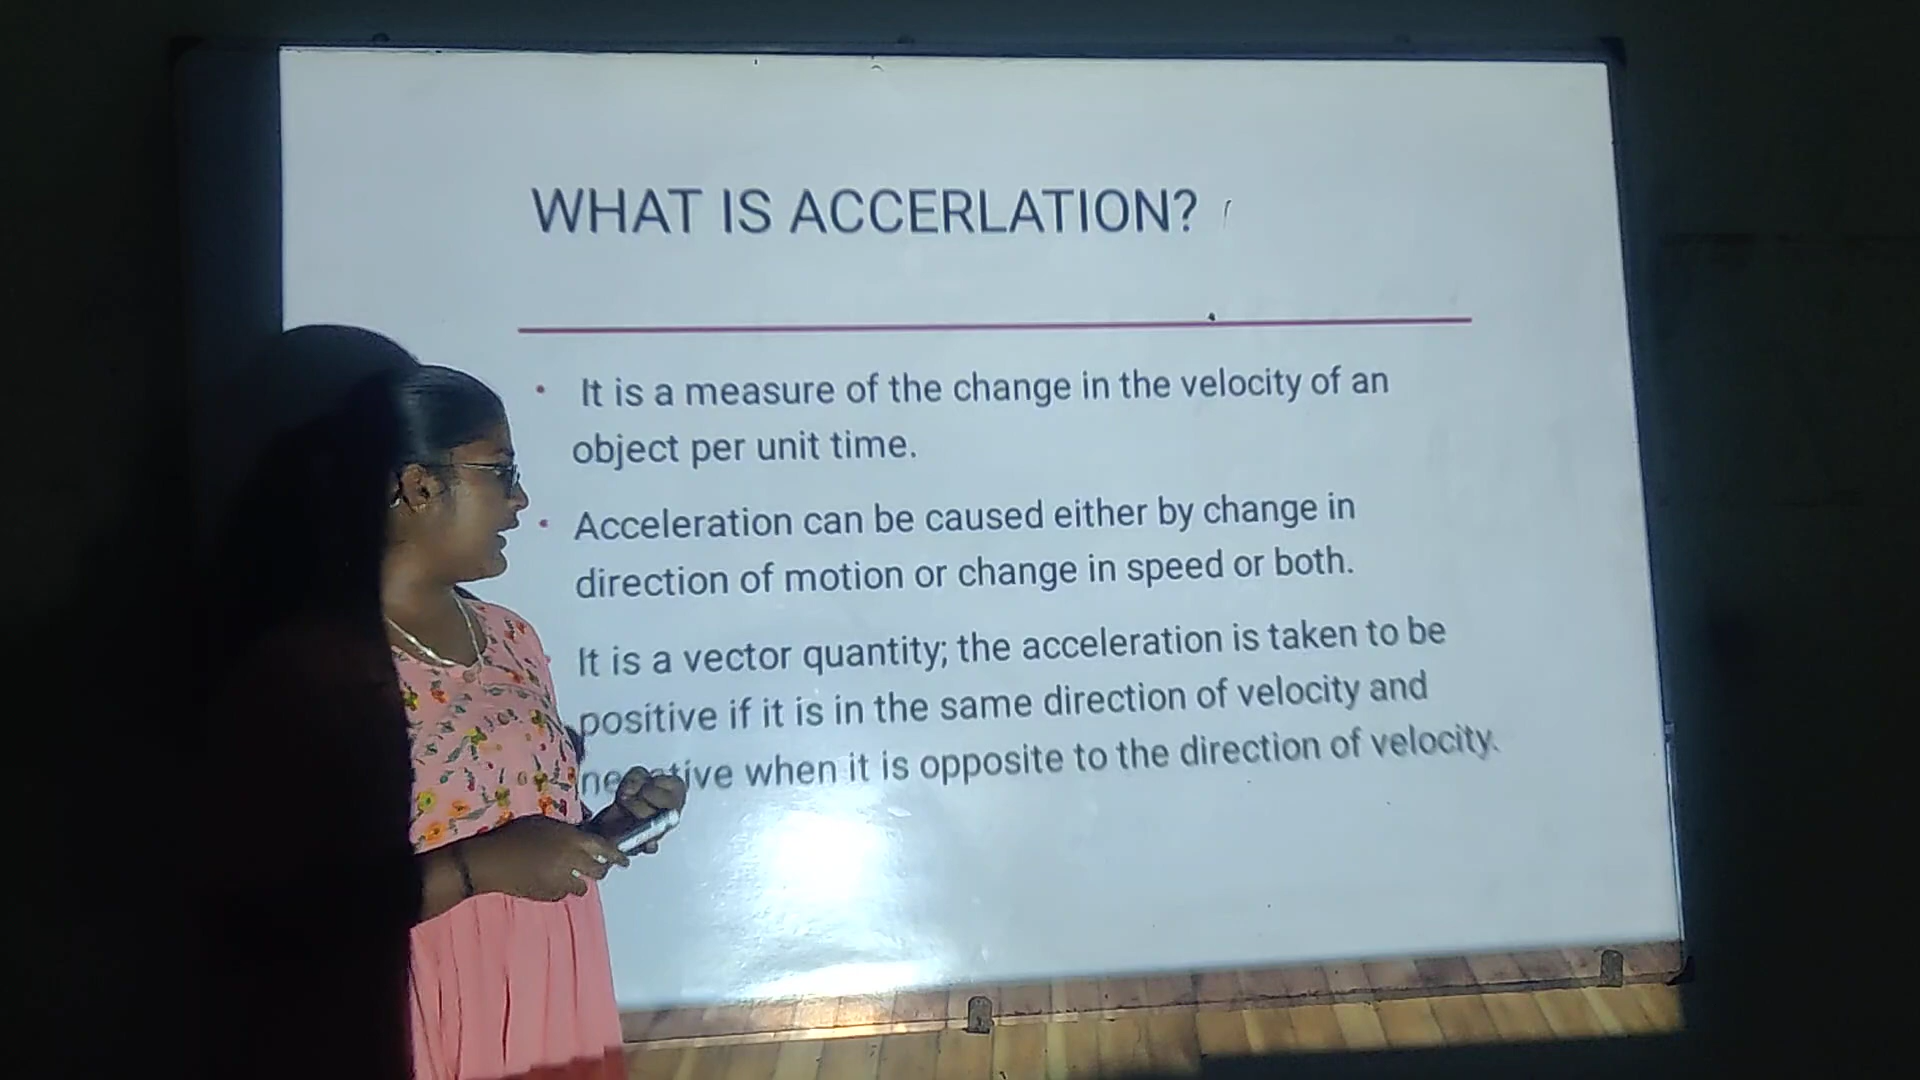 WHAT IS ACCERLATION?
• It is a measure of the change in the velocity of an
object per unit time.
• Acceleration can be caused either by change in
direction of motion or change in speed or both.
It is a vector quantity; the acceleration is taken to be
positive if it is in the same direction of velocity and
negative when it is opposite to the direction of velocity.